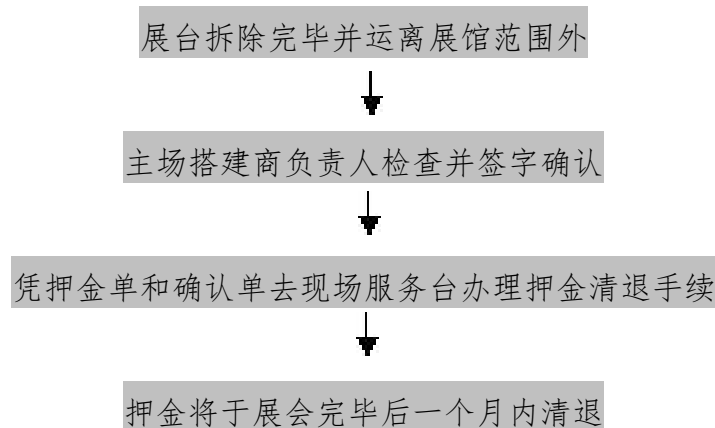 展台拆除完毕并运离展馆范围外
主场搭建商负责人检查并签字确认
凭押金单和确认单去现场服务台办理押金清退手续
押金将于展会完毕后一个月内清退